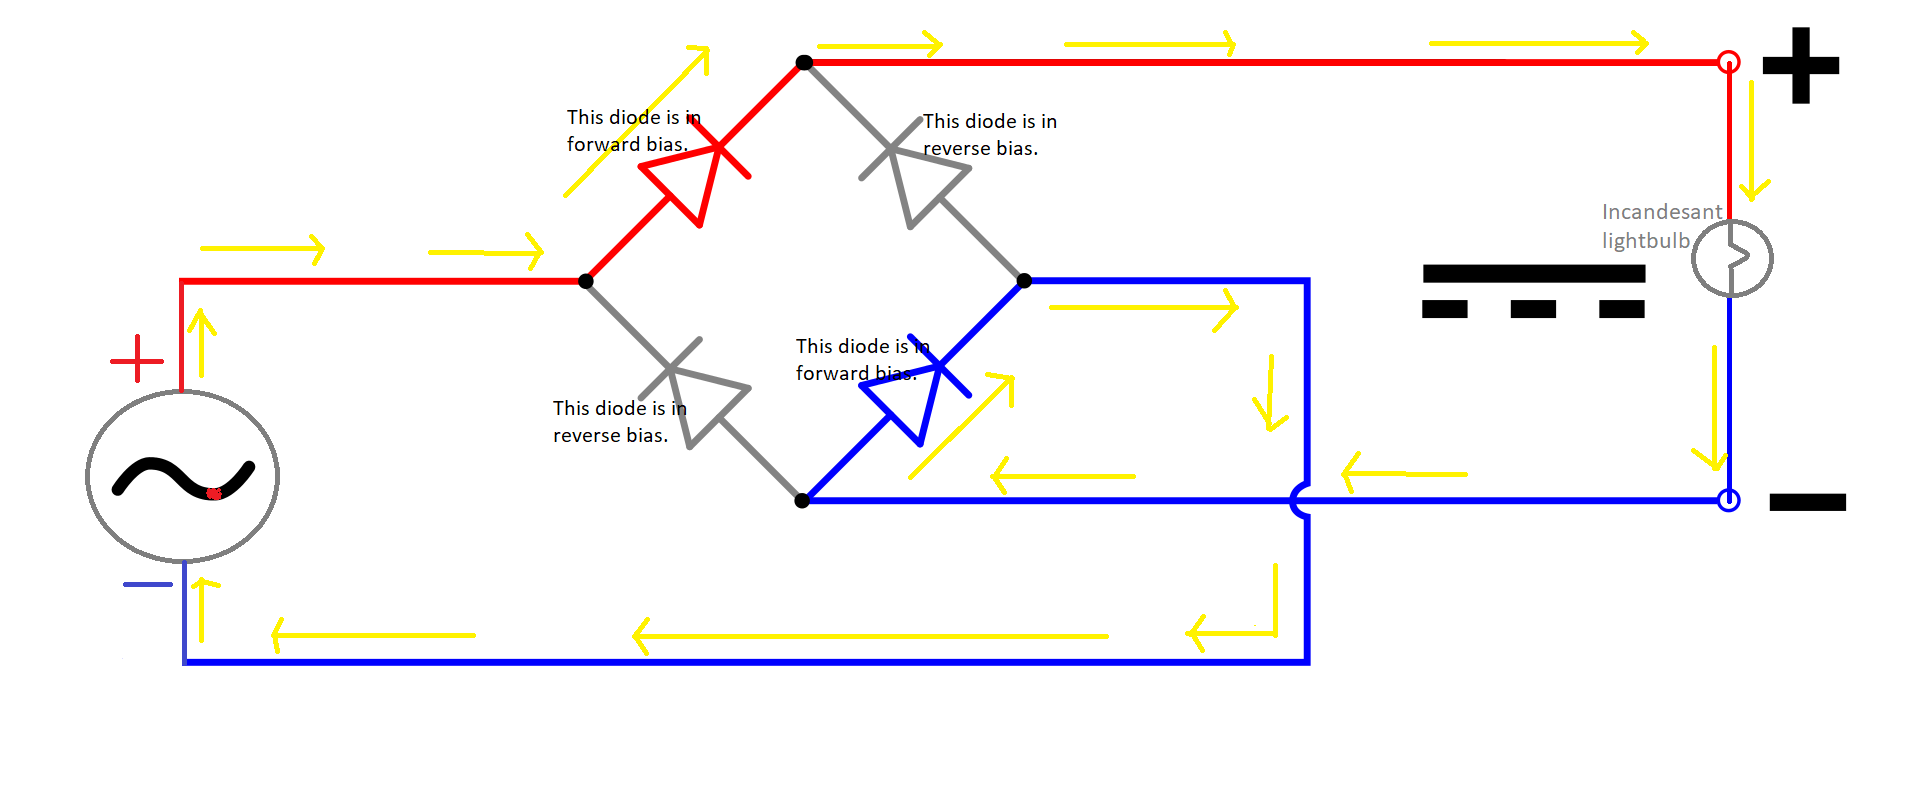 This diode is in
forward bias.
This diode is in
reverse bias.
Incandesant
lightbulb
This diode is in
forward bias.
This diode is in
reverse bias.